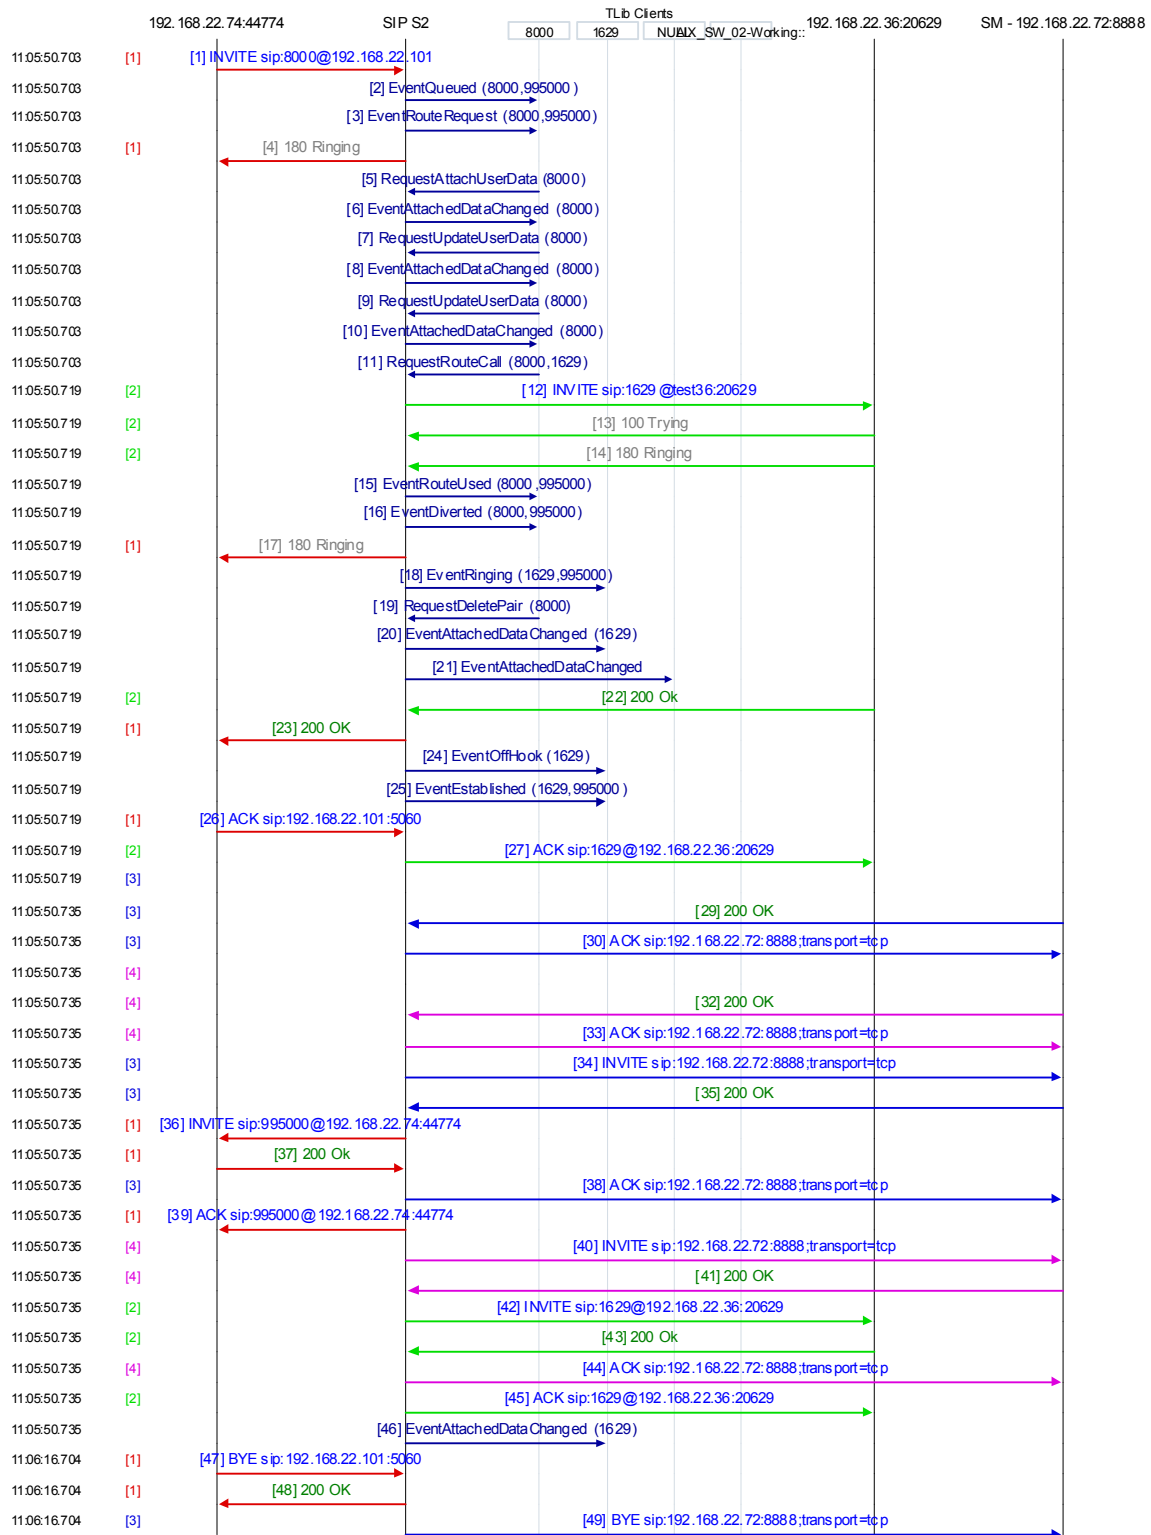 TLib Clients
192.168.22.74:44774 SIP S2 192.168.22.36:20629 SM - 192.168.22.72:8888
8000 1629 X_SW_02-Working::
11:05:50.703 [1] [1] INVITE sip:8000@192.168.22.101
11:05:50.703 [2] EventQueued (8000,995000 )
11:05:50.703 [3] EventRouteRequest (8000,995000)
11:05:50.703 [1] [4] 180 Ringing
11:05:50.703 [5] RequestAttachUserData (8000)
11:05:50.703 [6] EventAttachedDataChanged (8000)
11:05:50.703 [7] RequestUpdateUserData (8000)
11:05:50.703 [8] EventAttachedDataChanged (8000)
11:05:50.703 [9] RequestUpdateUserData (8000)
11:05:50.703 [10] EventAttachedDataChanged (8000)
11:05:50.703 [11] RequestRouteCall (8000,1629)
11:05:50.719 [2] [12] INVITE sip:1629@test36:20629
11:05:50.719 [2] [13] 100 Trying
11:05:50.719 [2] [14] 180 Ringing
11:05:50.719 [15] EventRouteUsed (8000,995000)
11:05:50.719 [16] EventDiverted (8000,995000)
11:05:50.719 [1] [17] 180 Ringing
11:05:50.719 [18] EventRinging (1629,995000)
11:05:50.719 [19] RequestDeletePair (8000)
11:05:50.719 [20] EventAttachedDataChanged (1629)
11:05:50.719 [21] EventAttachedDataChanged
11:05:50.719 [2] [22] 200 Ok
11:05:50.719 [1] [23] 200 OK
11:05:50.719 [24] EventOffHook (1629)
11:05:50.719 [25] EventEstablished (1629,995000 )
11:05:50.719 [1] [26] ACK sip:192.168.22.101:5060
11:05:50.719 [2] [27] ACK sip:1629@192.168.22.36:20629
11:05:50.719 [3]
11:05:50.735 [3] [29] 200 OK
11:05:50.735 [3] [30] ACK sip:192.168.22.72:8888;transport=tcp
11:05:50.735 [4]
11:05:50.735 [4] [32] 200 OK
11:05:50.735 [4] [33] ACK sip:192.168.22.72:8888;transport=tcp
11:05:50.735 [3] [34] INVITE sip:192.168.22.72:8888;transport=tcp
11:05:50.735 [3] [35] 200 OK
11:05:50.735 [1] [36] INVITE sip:995000@192.168.22.74:44774
11:05:50.735 [1] [37] 200 Ok
11:05:50.735 [3] [38] ACK sip:192.168.22.72:8888;transport=tcp
11:05:50.735 [1] [39] ACK sip:995000@192.168.22.74:44774
11:05:50.735 [4] [40] INVITE sip:192.168.22.72:8888;transport=tcp
11:05:50.735 [4] [41] 200 OK
11:05:50.735 [2] [42] INVITE sip:1629@192.168.22.36:20629
11:05:50.735 [2] [43] 200 Ok
11:05:50.735 [4] [44] ACK sip:192.168.22.72:8888;transport=tcp
11:05:50.735 [2] [45] ACK sip:1629@192.168.22.36:20629
11:05:50.735 [46] EventAttachedDataChanged (1629)
11:06:16.704 [1] [47] BYE sip:192.168.22.101:5060
11:06:16.704 [1] [48] 200 OK
11:06:16.704 [3] [49] BYE sip:192.168.22.72:8888;transport=tcp